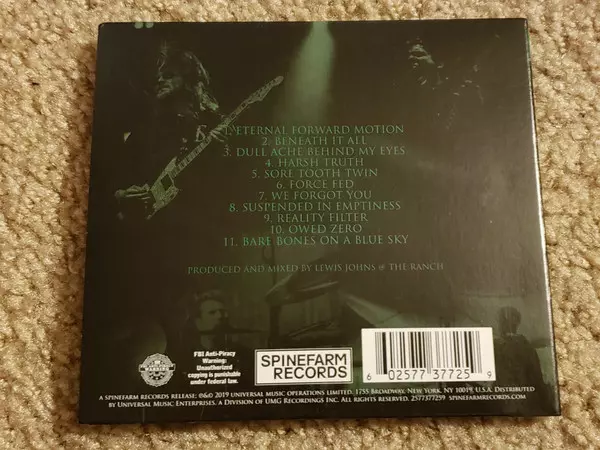 1. ETERNAL FORWARD MOTION
2. BENEATH IT ALL
3. DULL ACHE BEHIND MY EYES
4. HARSH TRUTH
5. SORE TOOTH TWIN
6. FORCE FED
7. WE FORGOT YOU
8. SUSPENDED IN EMPTINESS
9. REALITY FILTER
10. OWED ZERO
11. BARE BONES ON A BLUE SKY
PRODUCED AND MIXED BY LEWIS JOHNS @ THE RANCH
FBI Anti-Piracy
Warning:
Unauthorized
copying is punishable
under federal law.
SPINEFARM
RECORDS
6 02577 37725 9
A SPINEFARM RECORDS RELEASE; ℗&© 2019 UNIVERSAL MUSIC OPERATIONS LIMITED. 1755 BROADWAY, NEW YORK, NY 10019, U.S.A. DISTRIBUTED
BY UNIVERSAL MUSIC ENTERPRISES, A DIVISION OF UMG RECORDINGS INC. ALL RIGHTS RESERVED. 2577377259 SPINEFARMRECORDS.COM